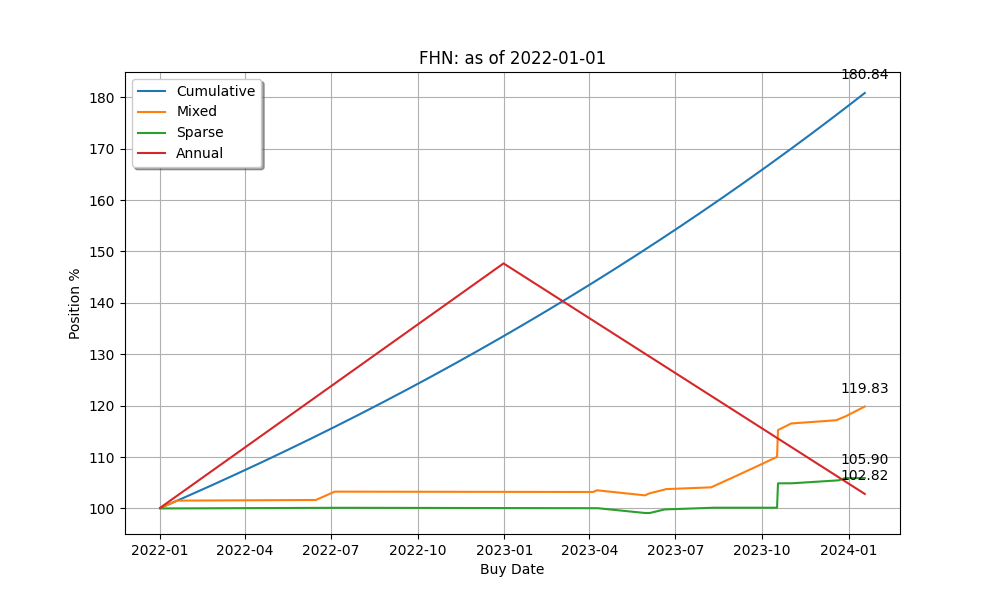 FHN: as of 2022-01-01
180.84
Cumulative
Mixed
Sparse
Annual
180
170
160
150
140
130
120
110
100
Position %
119.83
105.90
102.82
2022-01 2022-04 2022-07 2022-10 2023-01 2023-04 2023-07 2023-10 2024-01
Buy Date